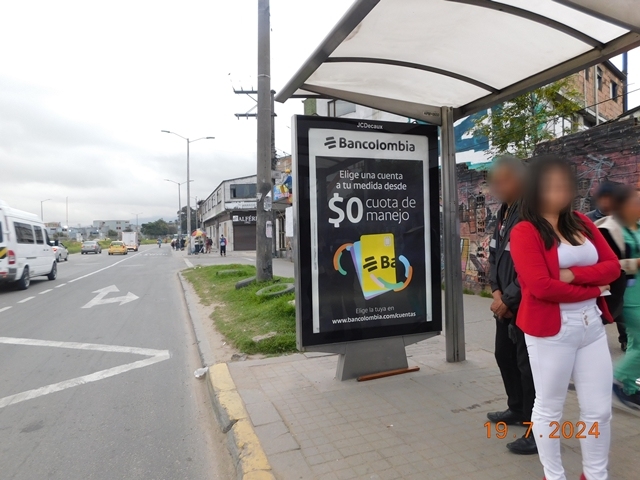 JCDecaux
Bancolombia
Elige una cuenta
a tu medida desde
$0 cuota de
manejo
Ba
Elige la tuya en
www.bancolombia.com/cuentas
19.7.2024